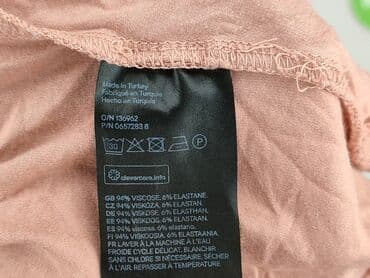 Made in Turkey
Fabriqué en Turquie
Hecho en Turquía
O/N 136962
P/N 0657283 8
30
P
clevercare.info
GB 94% VISCOSE, 6% ELASTANE.
CZ 94% VISKÓZA, 6% ELASTAN.
DE 94% VISKOSE, 6% ELASTHAN.
EE 94% VISKOOS, 6% ELASTAAN.
ES 94% viscosa, 6% elastano.
FI 94% VISKOOSIA, 6% ELASTAANIA.
FR LAVER À LA MACHINE À L'EAU
FROIDE CYCLE DÉLICAT. BLANCHIR
SANS CHLORE SI NÉCESSAIRE. SÉCHER
À L'AIR. REPASSER À TEMPÉRATURE